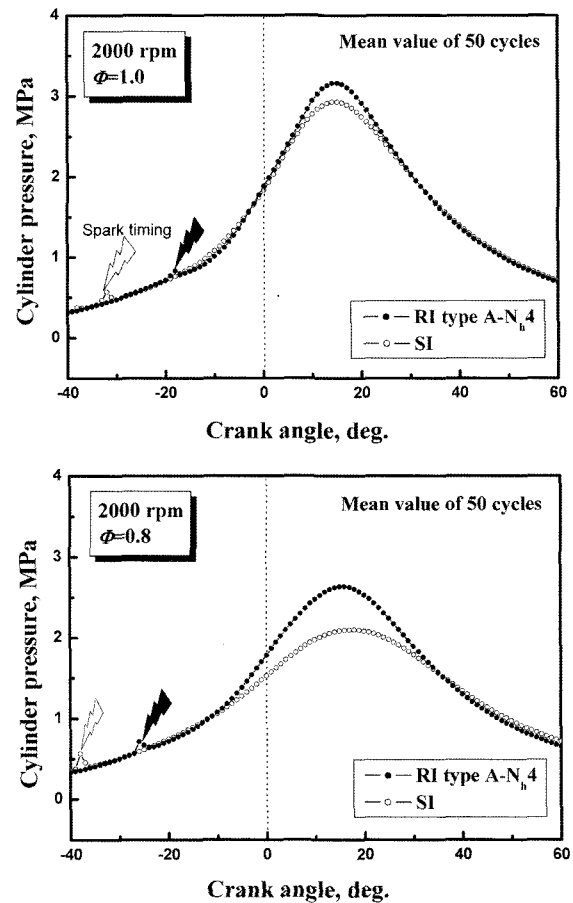 4
2000 rpm
Φ=1.0
Mean value of 50 cycles
3
Cylinder pressure, MPa
2
Spark timing
1
RI type A-Nh4
SI
0
-40 -20 0 20 40 60
Crank angle, deg.
4
2000 rpm
Φ=0.8
Mean value of 50 cycles
3
Cylinder pressure, MPa
2
1
RI type A-Nh4
SI
0
-40 -20 0 20 40 60
Crank angle, deg.